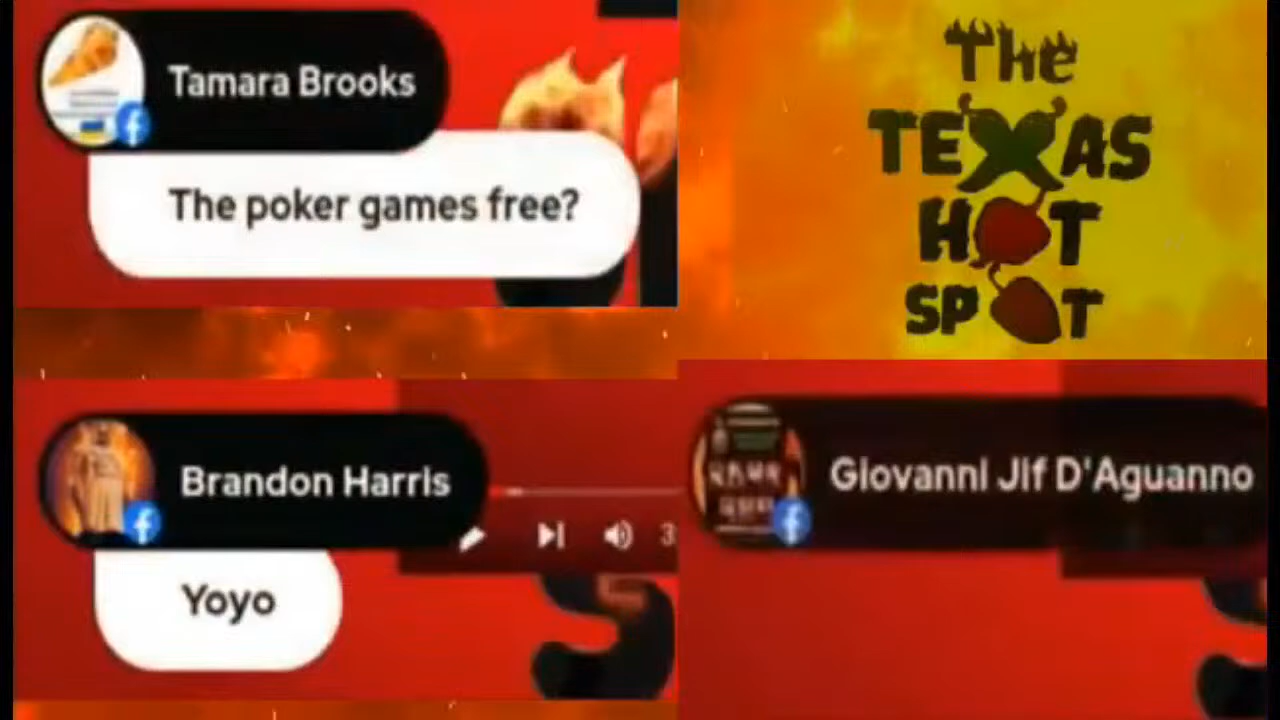 Tamara Brooks
The poker games free?
The
TEXAS
HOT
SPOT
Brandon Harris
Yoyo
Giovanni Jif D'Aguanno